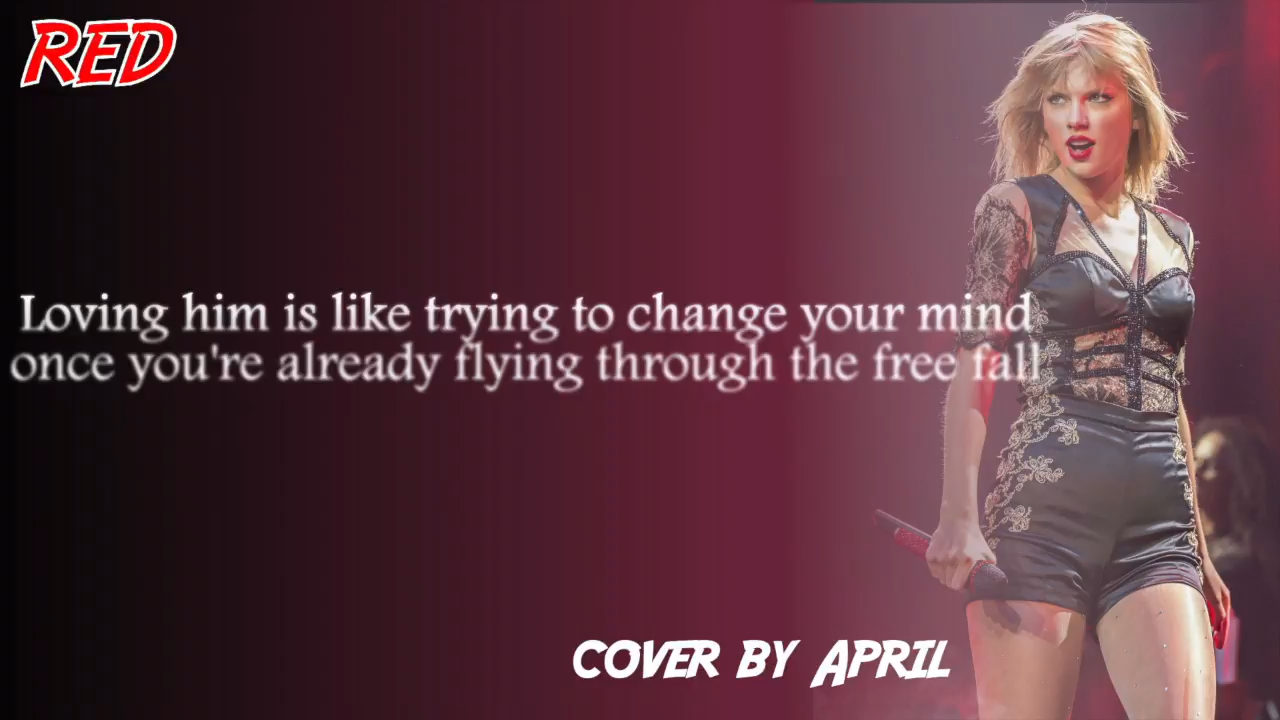 RED
Loving him is like trying to change your mind
once you're already flying through the free fall
COVER BY APRIL